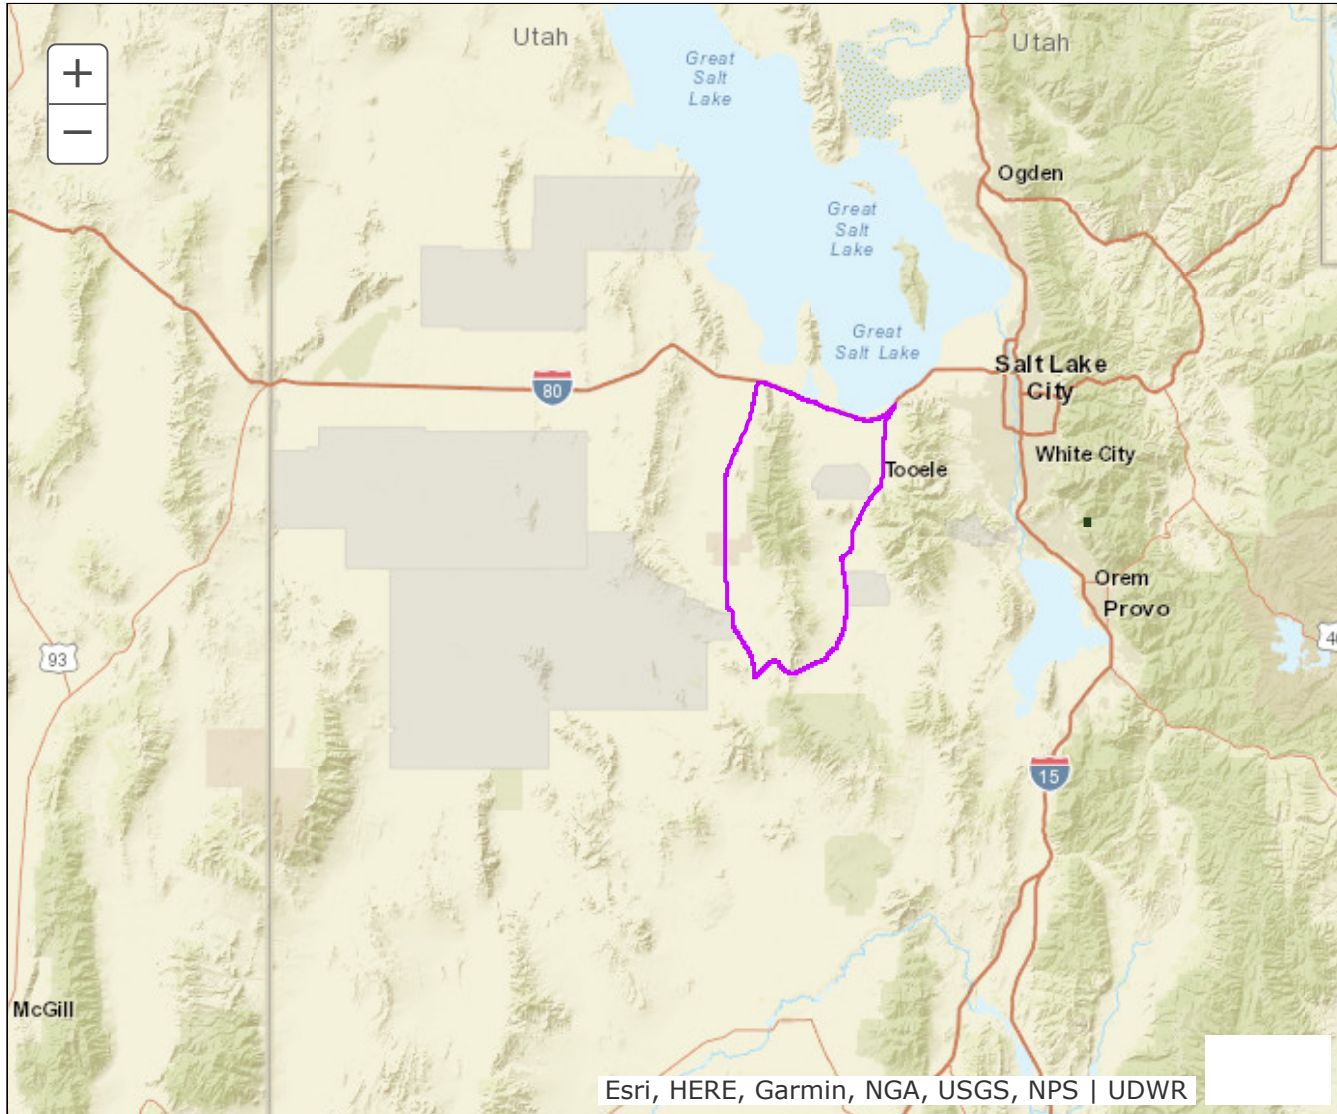 Utah
Utah
+
−
Great
Salt
Lake
Ogden
Great
Salt
Lake
Great
Salt Lake
Salt Lake
City
80
White City
Tooele
Orem
Provo
93
15
McGill
Esri, HERE, Garmin, NGA, USGS, NPS | UDWR